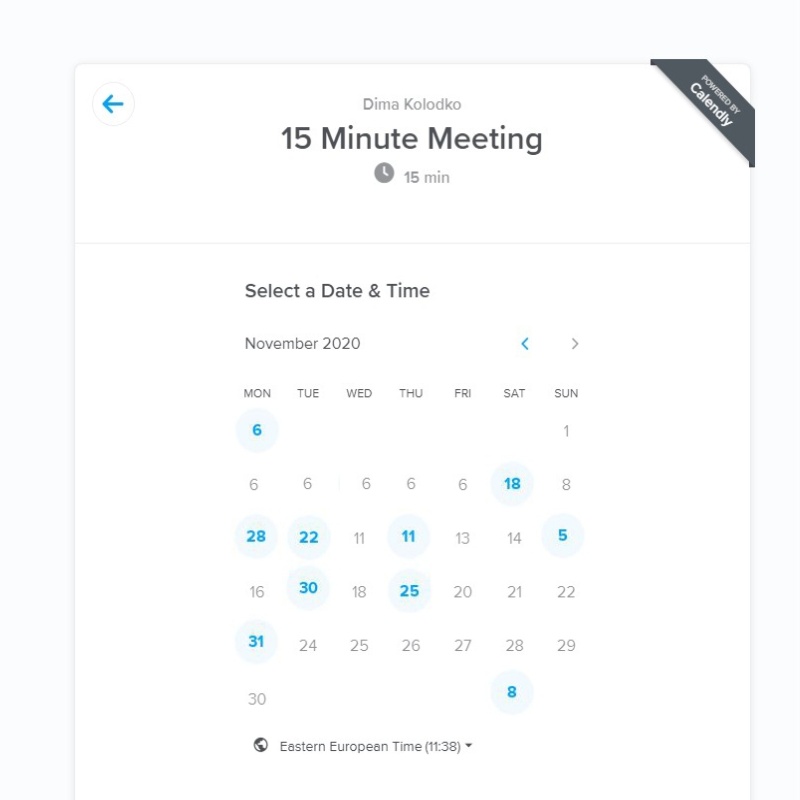 POWERED BY
Calendly
Dima Kolodko
15 Minute Meeting
15 min
Select a Date & Time
November 2020
MON TUE WED THU FRI SAT SUN
6 1
6 6 6 6 6 18 8
28 22 11 11 13 14 5
16 30 18 25 20 21 22
31 24 25 26 27 28 29
30 8
Eastern European Time (11:38)